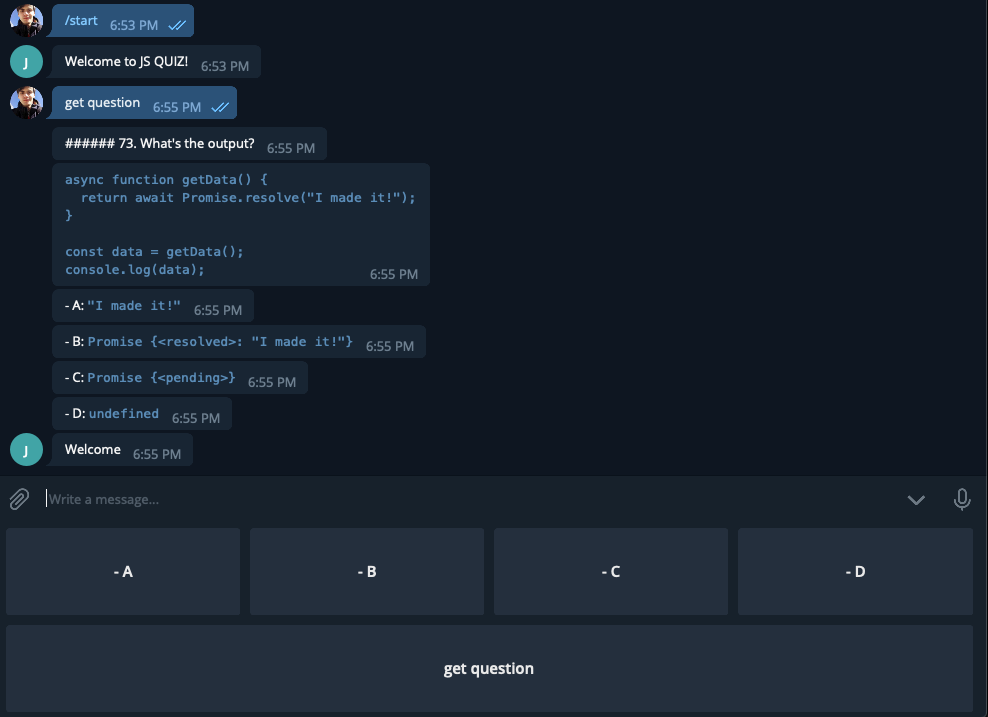 /start 6:53 PM
J
Welcome to JS QUIZ! 6:53 PM
get question 6:55 PM
###### 73. What's the output? 6:55 PM
async function getData() {
  return await Promise.resolve("I made it!");
}
const data = getData();
console.log(data);
6:55 PM
- A: "I made it!" 6:55 PM
- B: Promise {<resolved>: "I made it!"} 6:55 PM
- C: Promise {<pending>} 6:55 PM
- D: undefined 6:55 PM
J
Welcome 6:55 PM
Write a message...
- A - B - C - D
get question